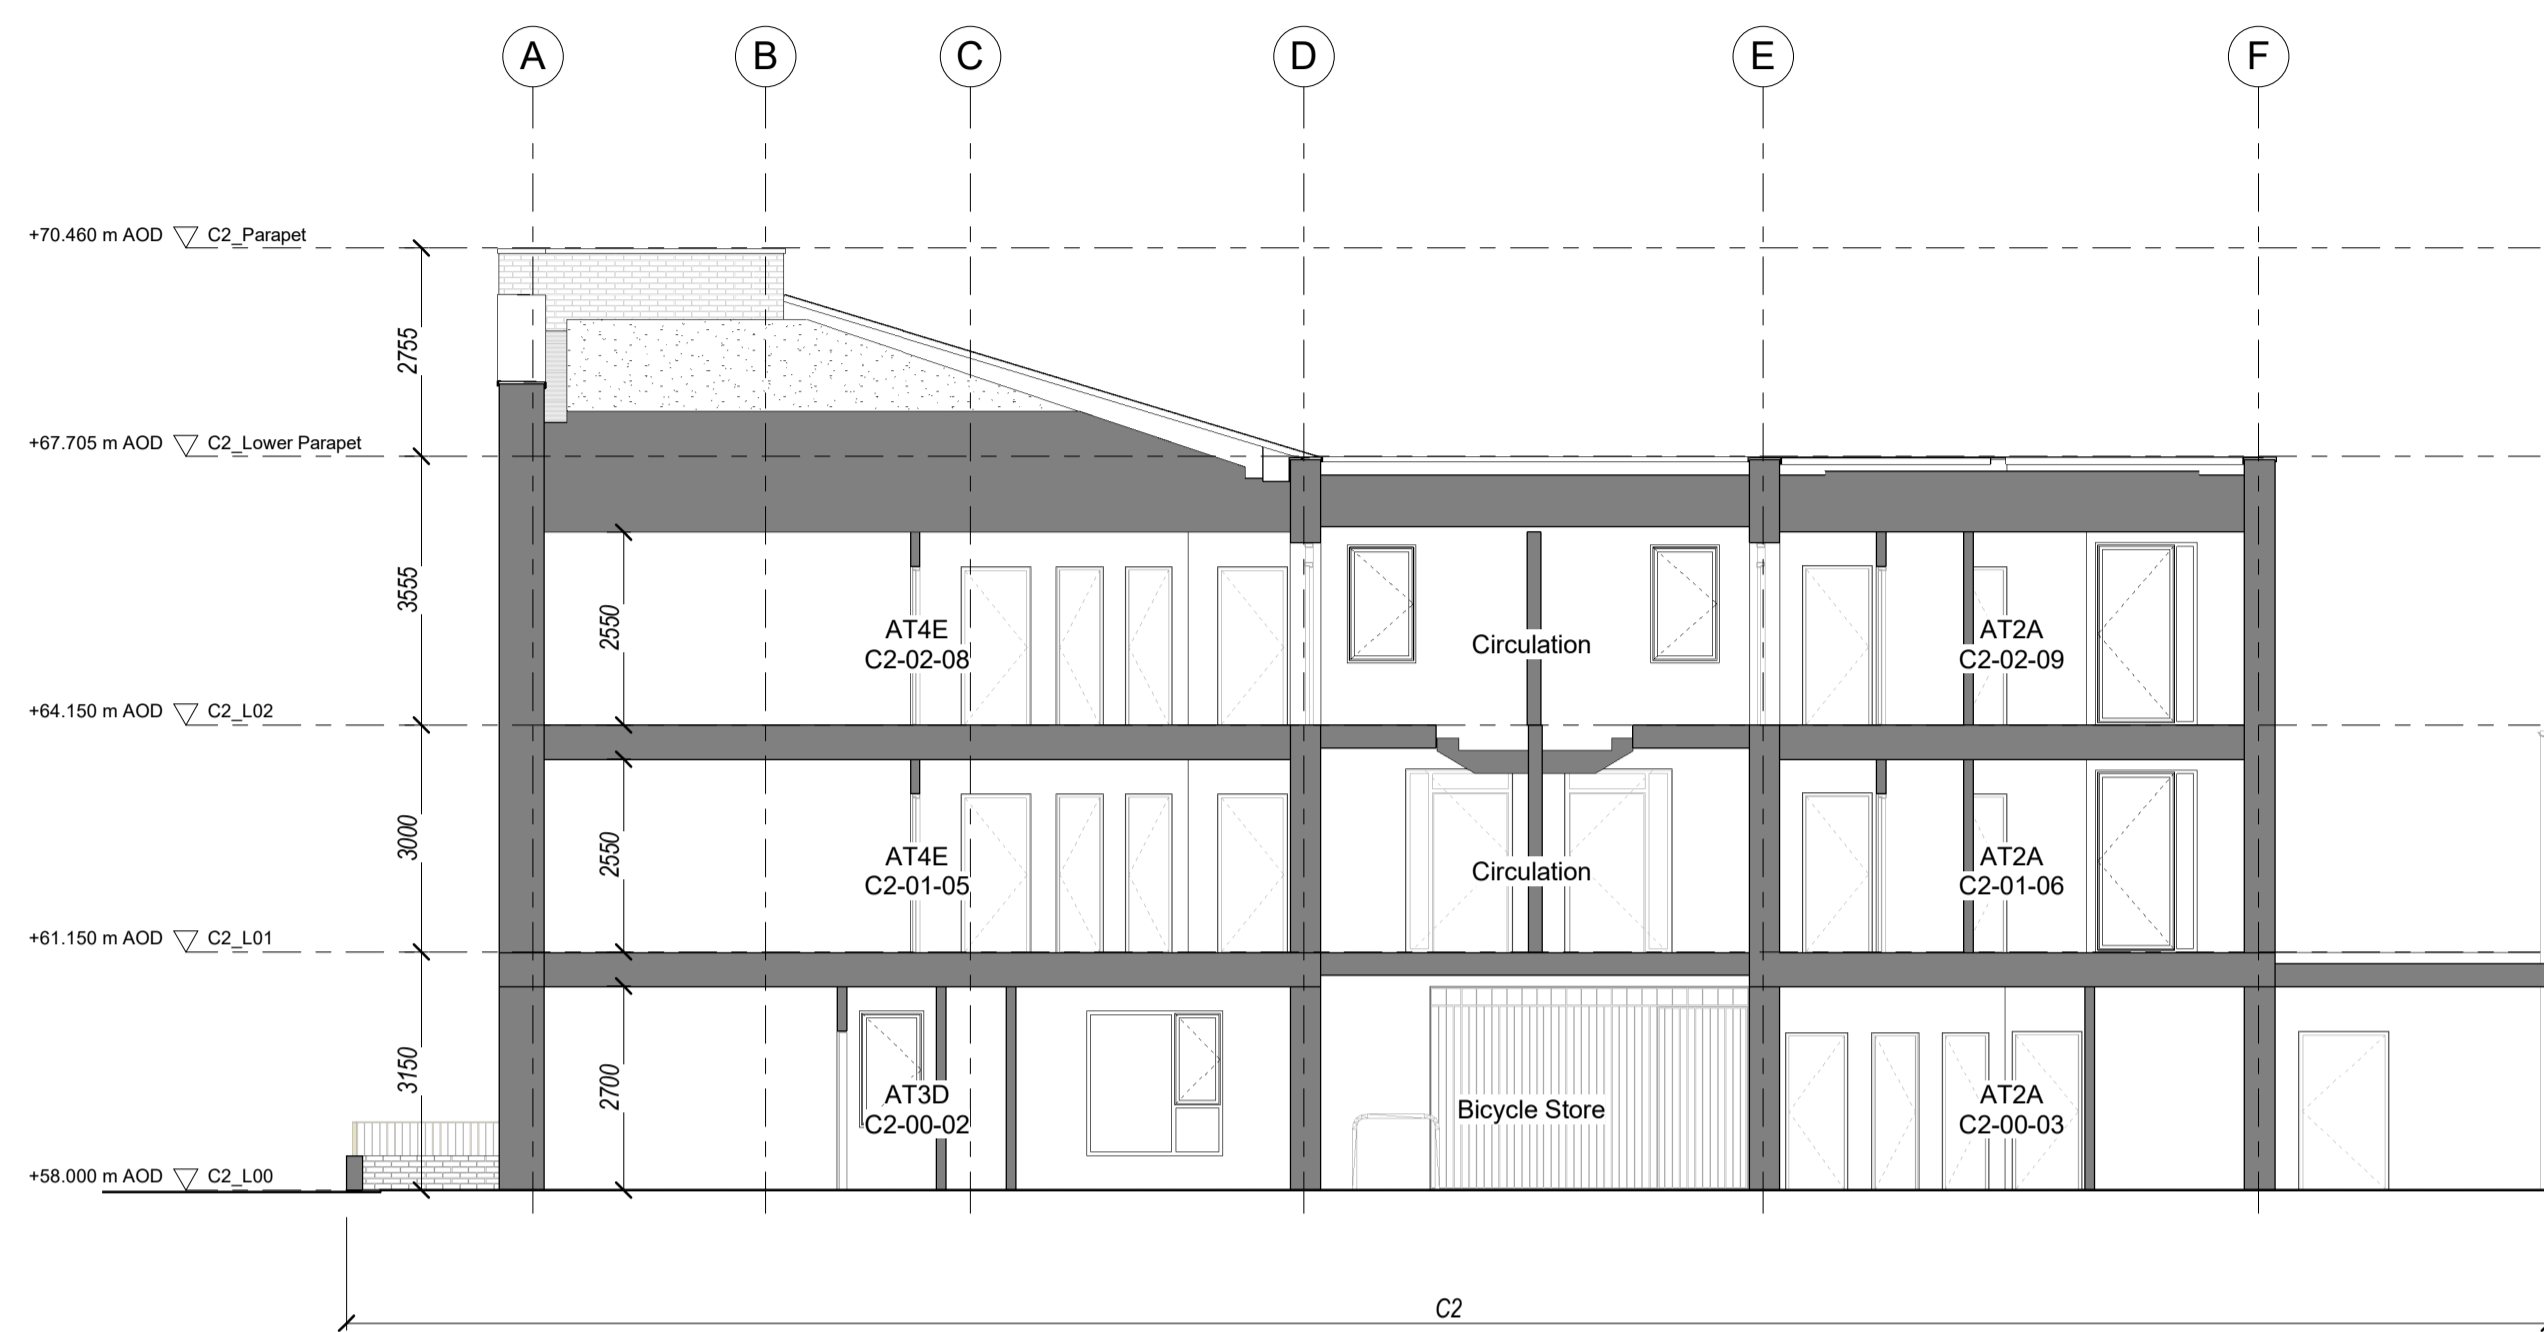 A B C D E F
+70.460 m AOD C2_Parapet
2755
+67.705 m AOD C2_Lower Parapet
3555
2550
AT4E
C2-02-08
Circulation
AT2A
C2-02-09
+64.150 m AOD C2_L02
3000
2550
AT4E
C2-01-05
Circulation
AT2A
C2-01-06
+61.150 m AOD C2_L01
3150
2700
AT3D
C2-00-02
Bicycle Store
AT2A
C2-00-03
+58.000 m AOD C2_L00
C2